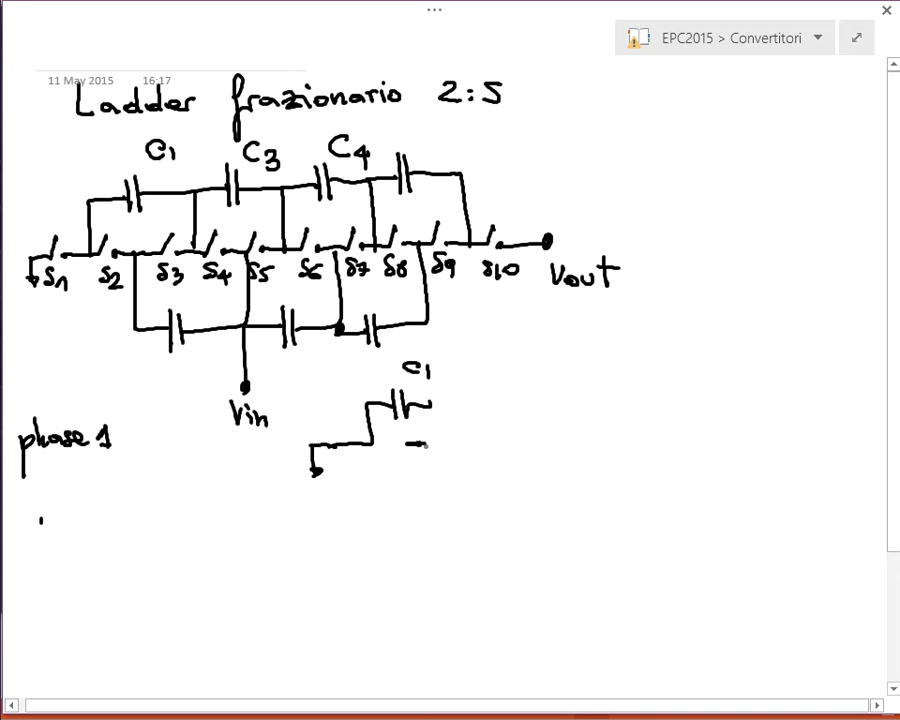 EPC2015 > Convertitori
11 May 2015 16:17
Ladder frazionario 2:5
C1 C3 C4
S1 S2 S3 S4 S5 S6 S7 S8 S9 S10
Vout
C1
Vin
phase 1